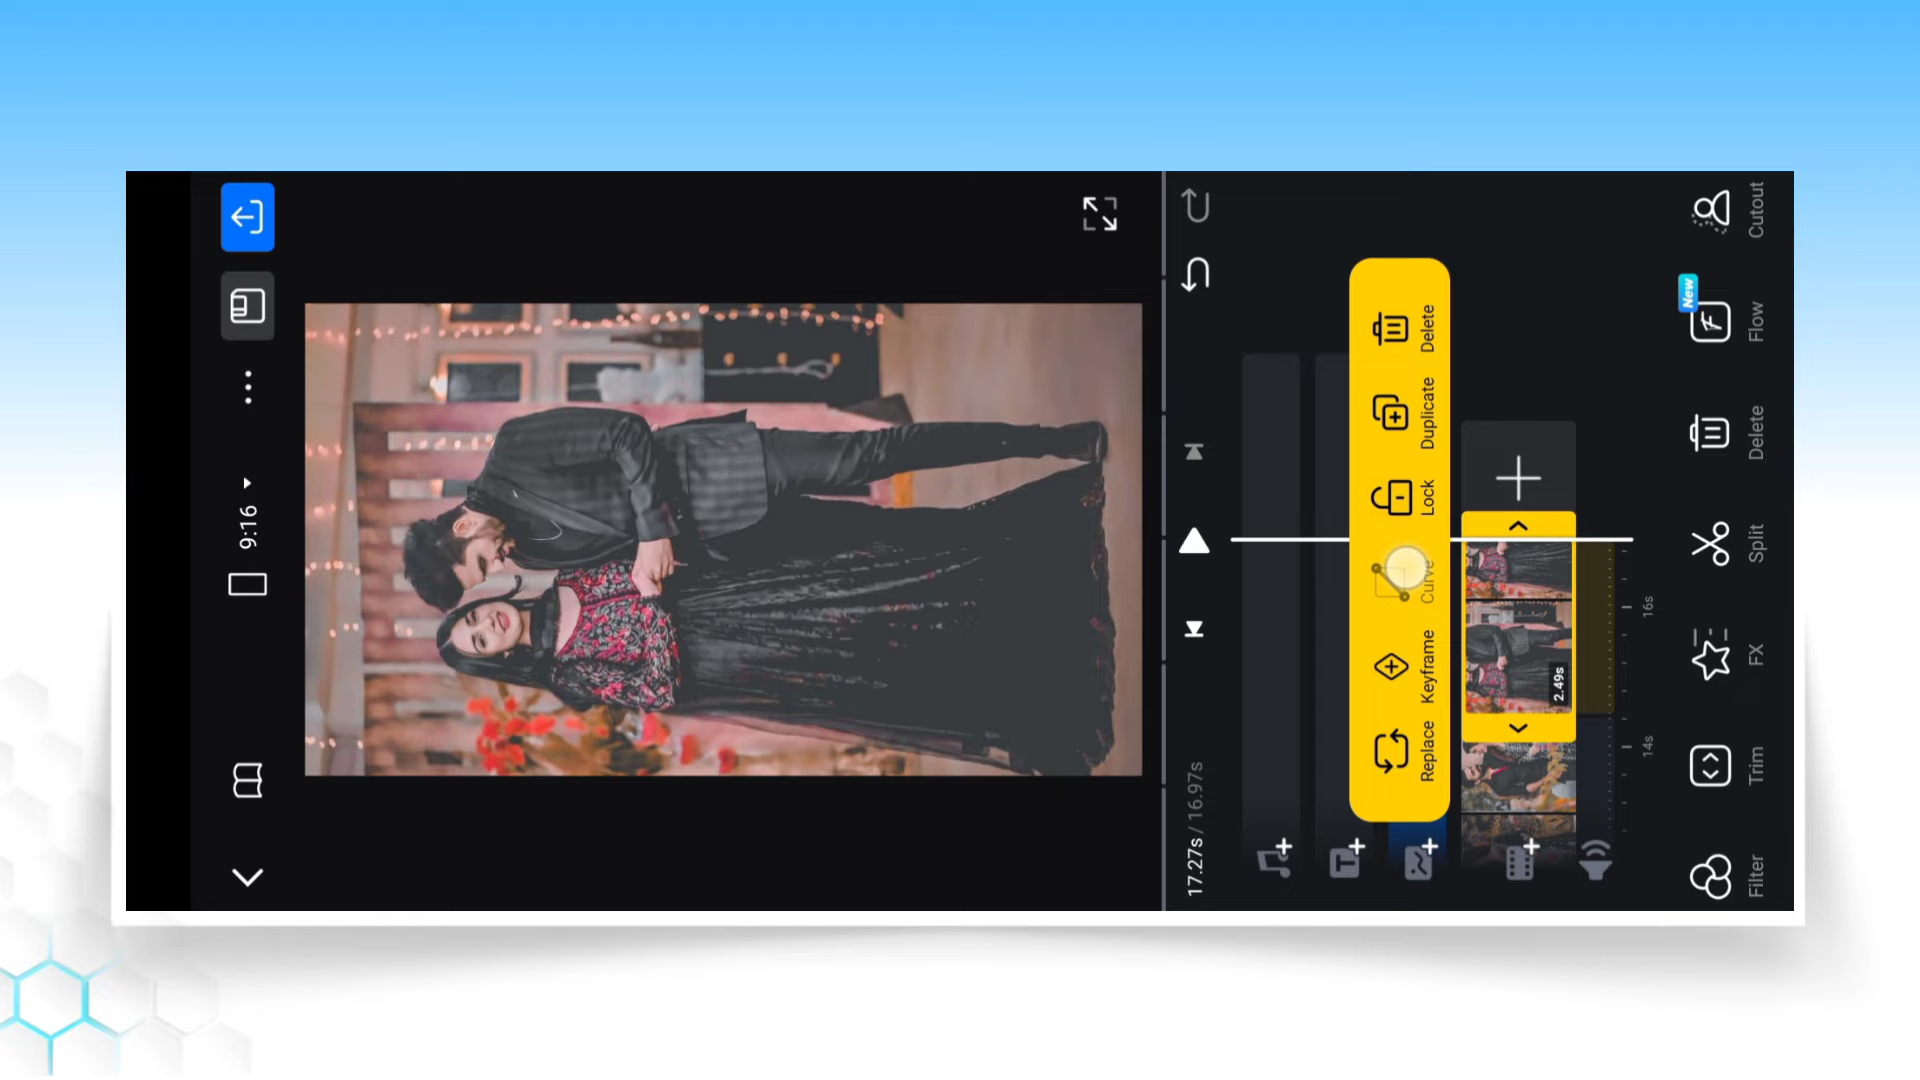 9:16
17.27s / 16.97s
Replace
Keyframe
Curve
Lock
Duplicate
Delete
2.49s
14s
16s
Filter
Trim
FX
Split
Delete
Flow
New
Cutout